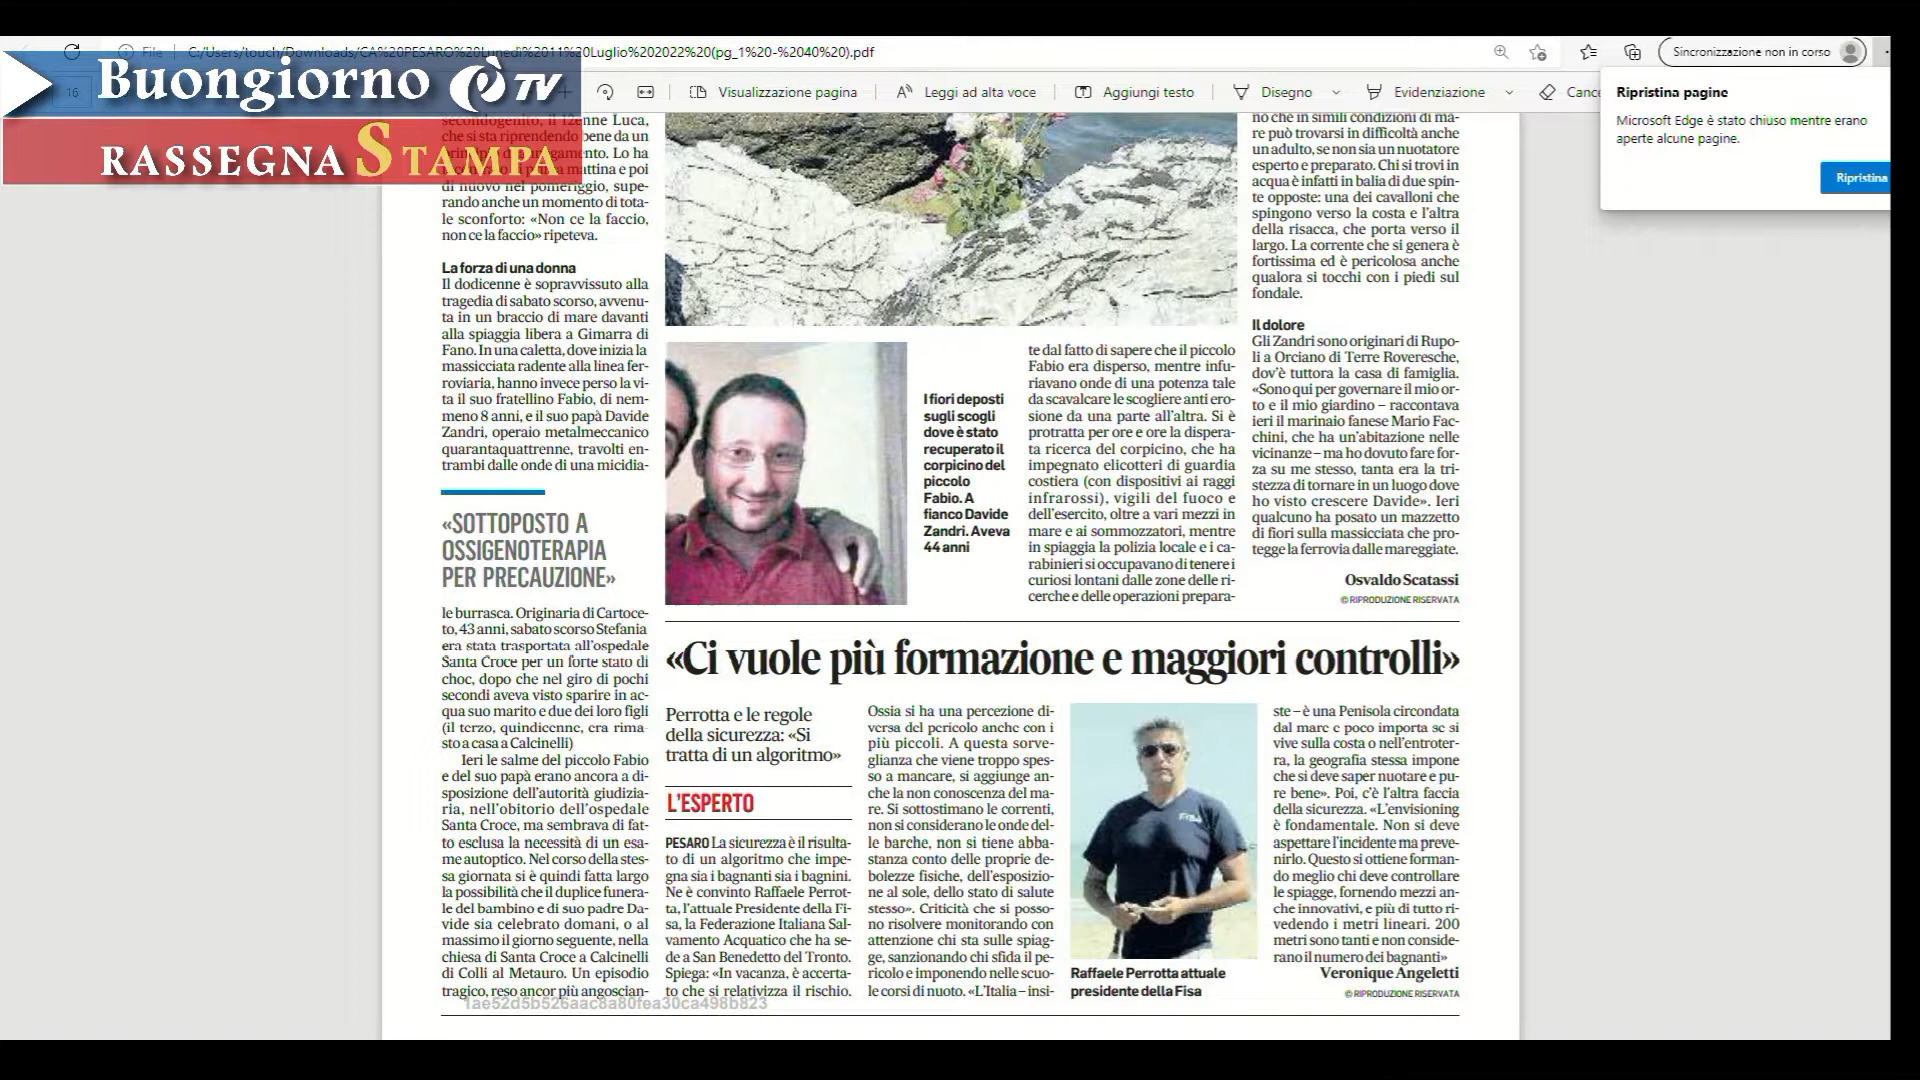 File
C:/Users/touch/Downloads/CA%20PESARO%20Lunedi%2011%20Luglio%202022%20(pg_1%20-%2040%20).pdf
Sincronizzazione non in corso
Buongiorno è TV
RASSEGNA STAMPA
16
Visualizzazione pagina
Leggi ad alta voce
Aggiungi testo
Disegno
Evidenziazione
Ripristina pagine
Microsoft Edge è stato chiuso mentre erano
aperte alcune pagine.
Ripristina
secondogenito, il 12enne Luca,
che si sta riprendendo bene da un
mattina e poi
di nuovo nel pomeriggio, supe-
rando anche un momento di tota-
le sconforto: «Non ce la faccio,
non ce la faccio» ripeteva.
La forza di una donna
Il dodicenne è sopravvissuto alla
tragedia di sabato scorso, avvenu-
ta in un braccio di mare davanti
alla spiaggia libera a Gimarra di
Fano. In una caletta, dove inizia la
massicciata radente alla linea fer-
roviaria, hanno invece perso la vi-
ta il suo fratellino Fabio, di nem-
meno 8 anni, e il suo papà Davide
Zandri, operaio metalmeccanico
quarantaquattrenne, travolti en-
trambi dalle onde di una micidia-
«SOTTOPOSTO A
OSSIGENOTERAPIA
PER PRECAUZIONE»
le burrasca. Originaria di Cartoce-
to, 43 anni, sabato scorso Stefania
era stata trasportata all'ospedale
Santa Croce per un forte stato di
choc, dopo che nel giro di pochi
secondi aveva visto sparire in ac-
qua suo marito e due dei loro figli
(il terzo, quindicenne, era rima-
sto a casa a Calcinelli)
Ieri le salme del piccolo Fabio
e del suo papà erano ancora a di-
sposizione dell'autorità giudizia-
ria, nell'obitorio dell'ospedale
Santa Croce, ma sembrava di fat-
to esclusa la necessità di un esa-
me autoptico. Nel corso della stes-
sa giornata si è quindi fatta largo
la possibilità che il duplice funera-
le del bambino e di suo padre Da-
vide sia celebrato domani, o al
massimo il giorno seguente, nella
chiesa di Santa Croce a Calcinelli
di Colli al Metauro. Un episodio
tragico, reso ancor più angoscian-
I fiori deposti
sugli scogli
dove è stato
recuperato il
corpicino del
piccolo
Fabio. A
fianco Davide
Zandri. Aveva
44 anni
te dal fatto di sapere che il piccolo
Fabio era disperso, mentre infu-
riavano onde di una potenza tale
da scavalcare le scogliere anti ero-
sione da una parte all'altra. Si è
protratta per ore e ore la dispera-
ta ricerca del corpicino, che ha
impegnato elicotteri di guardia
costiera (con dispositivi ai raggi
infrarossi), vigili del fuoco e
dell'esercito, oltre a vari mezzi in
mare e ai sommozzatori, mentre
in spiaggia la polizia locale e i ca-
rabinieri si occupavano di tenere i
curiosi lontani dalle zone delle ri-
cerche e delle operazioni prepara-
no che in simili condizioni di ma-
re può trovarsi in difficoltà anche
un adulto, se non sia un nuotatore
esperto e preparato. Chi si trovi in
acqua è infatti in balia di due spin-
te opposte: una dei cavalloni che
spingono verso la costa e l'altra
della risacca, che porta verso il
largo. La corrente che si genera è
fortissima ed è pericolosa anche
qualora si tocchi con i piedi sul
fondale.
Il dolore
Gli Zandri sono originari di Rupo-
li a Orciano di Terre Roveresche,
dov'è tuttora la casa di famiglia.
«Sono qui per governare il mio or-
to e il mio giardino – raccontava
ieri il marinaio fanese Mario Fac-
chini, che ha un'abitazione nelle
vicinanze – ma ho dovuto fare for-
za su me stesso, tanta era la tri-
stezza di tornare in un luogo dove
ho visto crescere Davide». Ieri
qualcuno ha posato un mazzetto
di fiori sulla massicciata che pro-
tegge la ferrovia dalle mareggiate.
Osvaldo Scatassi
© RIPRODUZIONE RISERVATA
«Ci vuole più formazione e maggiori controlli»
Perrotta e le regole
della sicurezza: «Si
tratta di un algoritmo»
L'ESPERTO
PESARO La sicurezza è il risulta-
to di un algoritmo che impe-
gna sia i bagnanti sia i bagnini.
Ne è convinto Raffaele Perrot-
ta, l'attuale Presidente della Fi-
sa, la Federazione Italiana Sal-
vamento Acquatico che ha se-
de a San Benedetto del Tronto.
Spiega: «In vacanza, è accerta-
to che si relativizza il rischio.
Ossia si ha una percezione di-
versa del pericolo anche con i
più piccoli. A questa sorve-
glianza che viene troppo spes-
so a mancare, si aggiunge an-
che la non conoscenza del ma-
re. Si sottostimano le correnti,
non si considerano le onde del-
le barche, non si tiene abba-
stanza conto delle proprie de-
bolezze fisiche, dell'esposizio-
ne al sole, dello stato di salute
stesso». Criticità che si posso-
no risolvere monitorando con
attenzione chi sta sulle spiag-
ge, sanzionando chi sfida il pe-
ricolo e imponendo nelle scuo-
le corsi di nuoto. «L'Italia – insi-
Fisa
Raffaele Perrotta attuale
presidente della Fisa
ste – è una Penisola circondata
dal mare e poco importa se si
vive sulla costa o nell'entroter-
ra, la geografia stessa impone
che si deve saper nuotare e pu-
re bene». Poi, c'è l'altra faccia
della sicurezza. «L'envisioning
è fondamentale. Non si deve
aspettare l'incidente ma preve-
nirlo. Questo si ottiene forman-
do meglio chi deve controllare
le spiagge, fornendo mezzi an-
che innovativi, e più di tutto ri-
vedendo i metri lineari. 200
metri sono tanti e non conside-
rano il numero dei bagnanti»
Veronique Angeletti
© RIPRODUZIONE RISERVATA
1ae52d5b526aac8a80fea30ca498b823